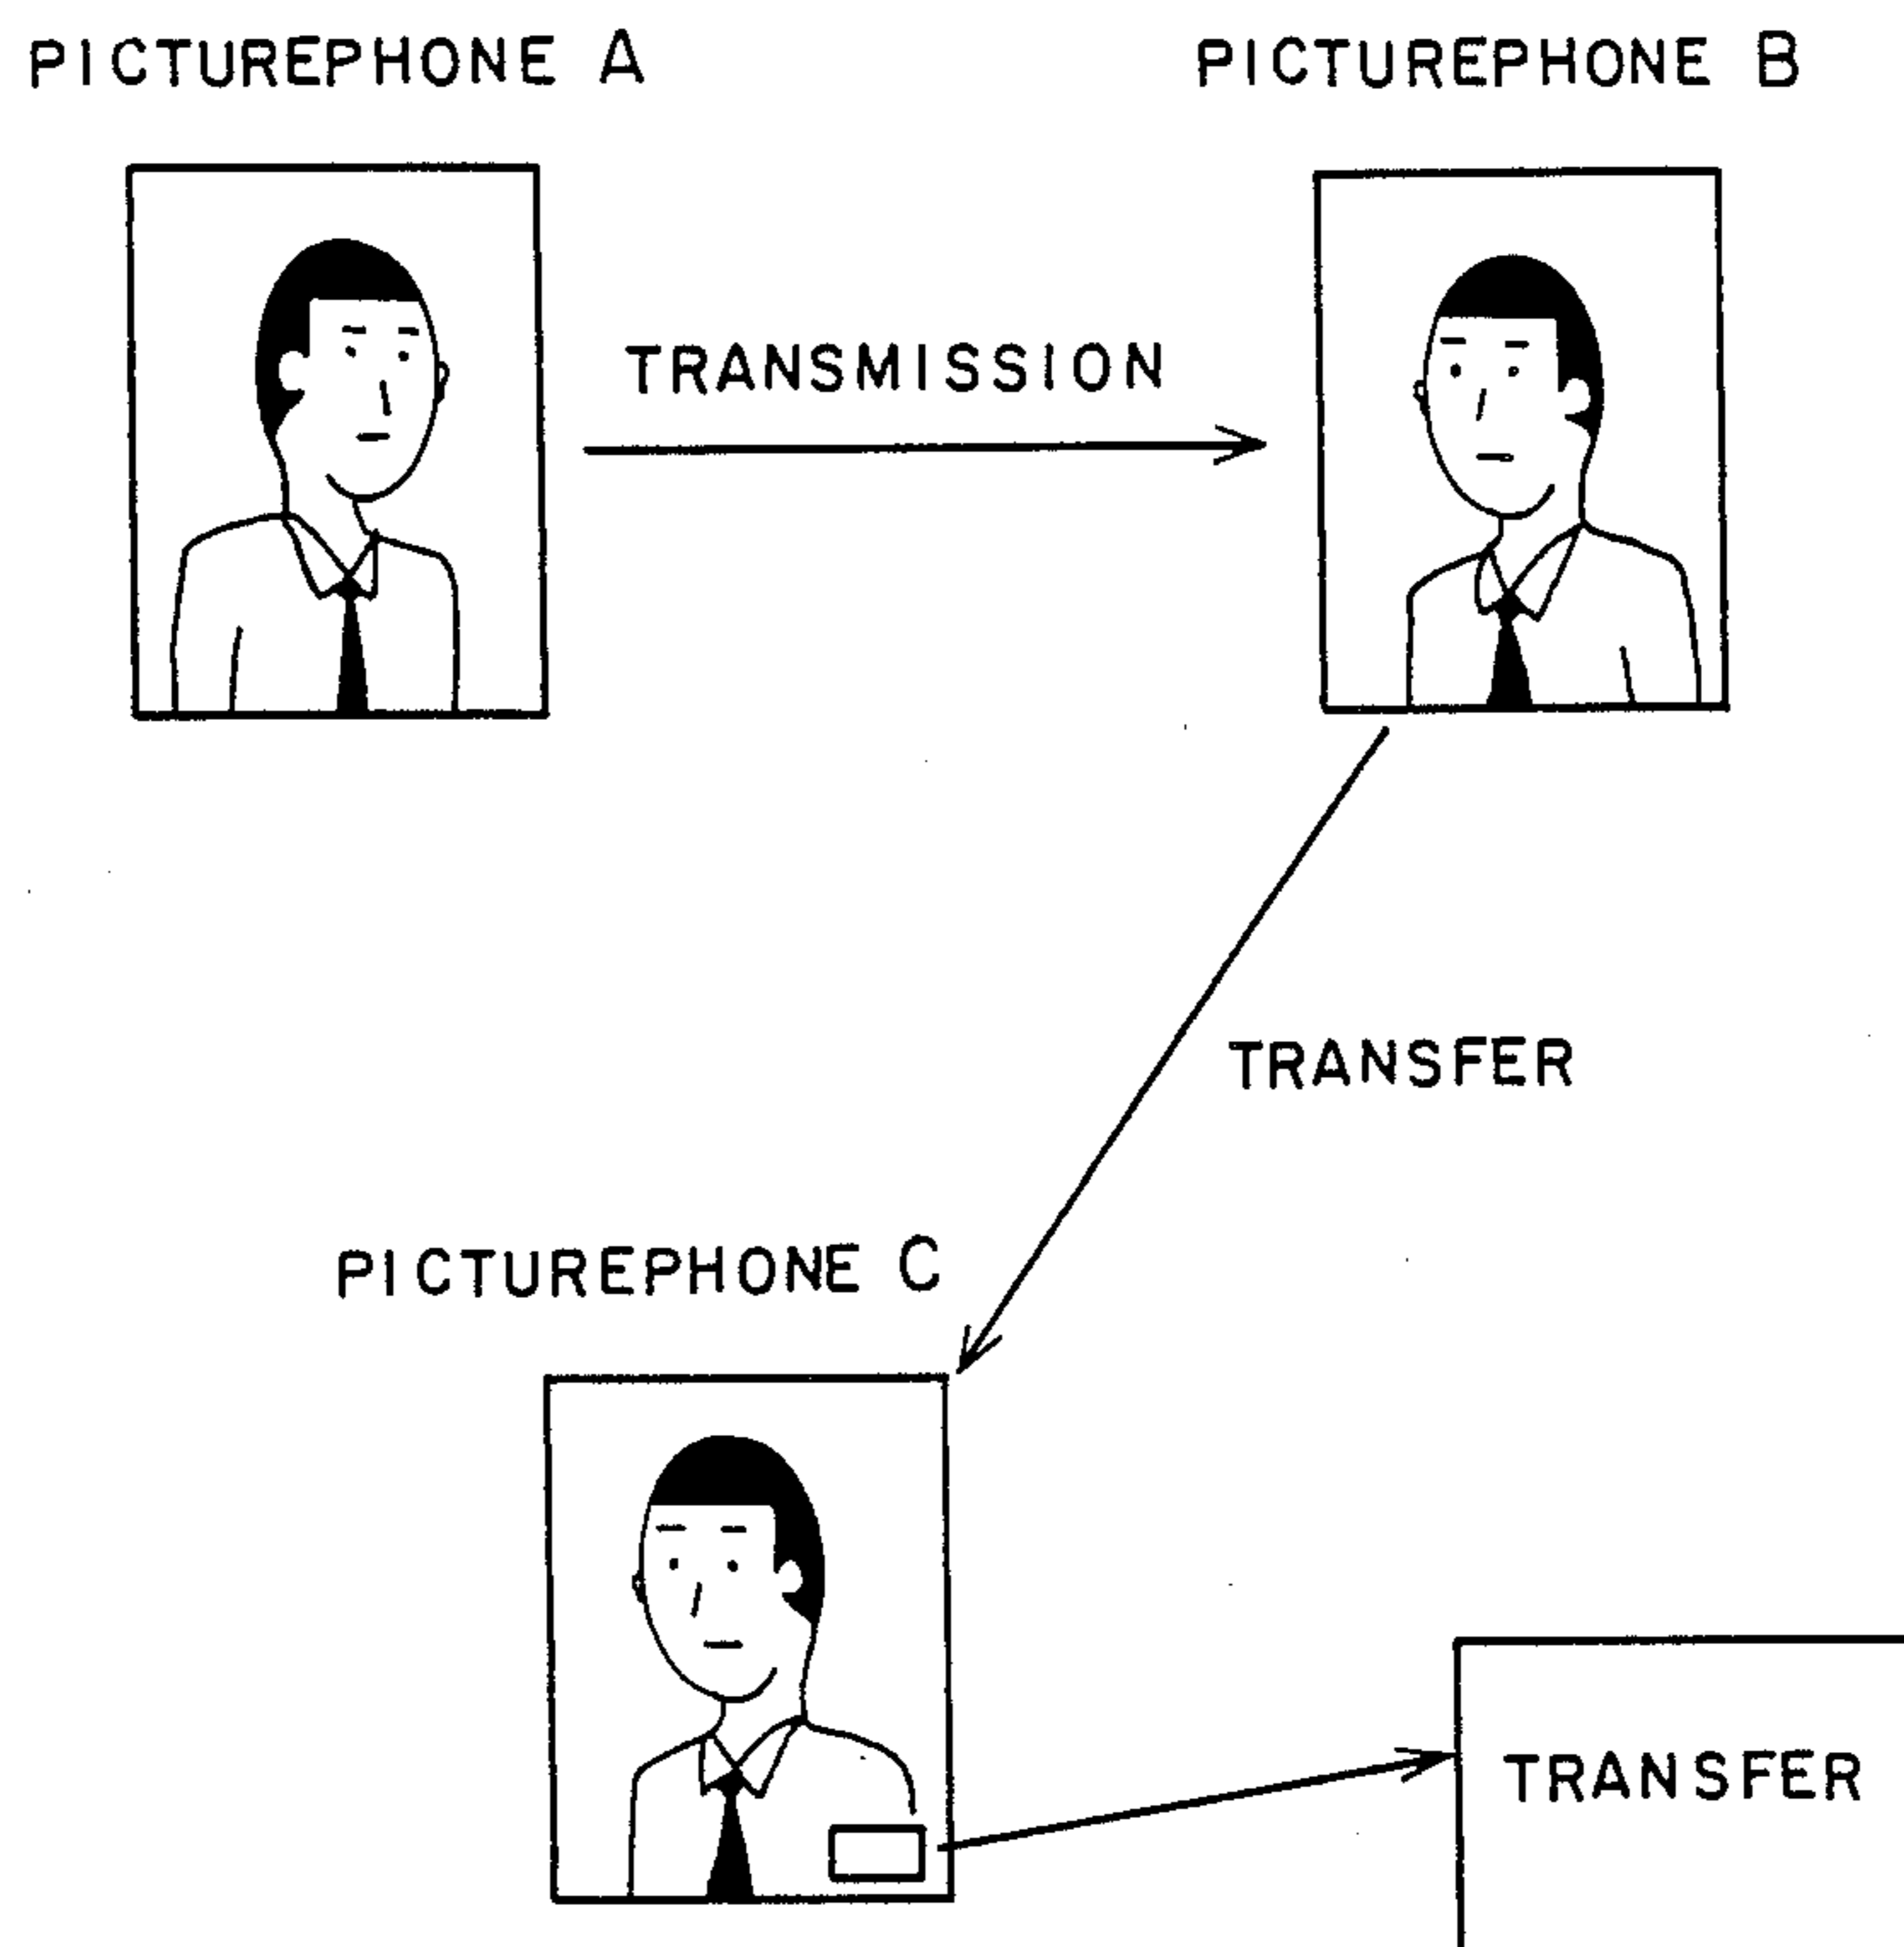 PICTUREPHONE A
PICTUREPHONE B
TRANSMISSION
TRANSFER
PICTUREPHONE C
TRANSFER